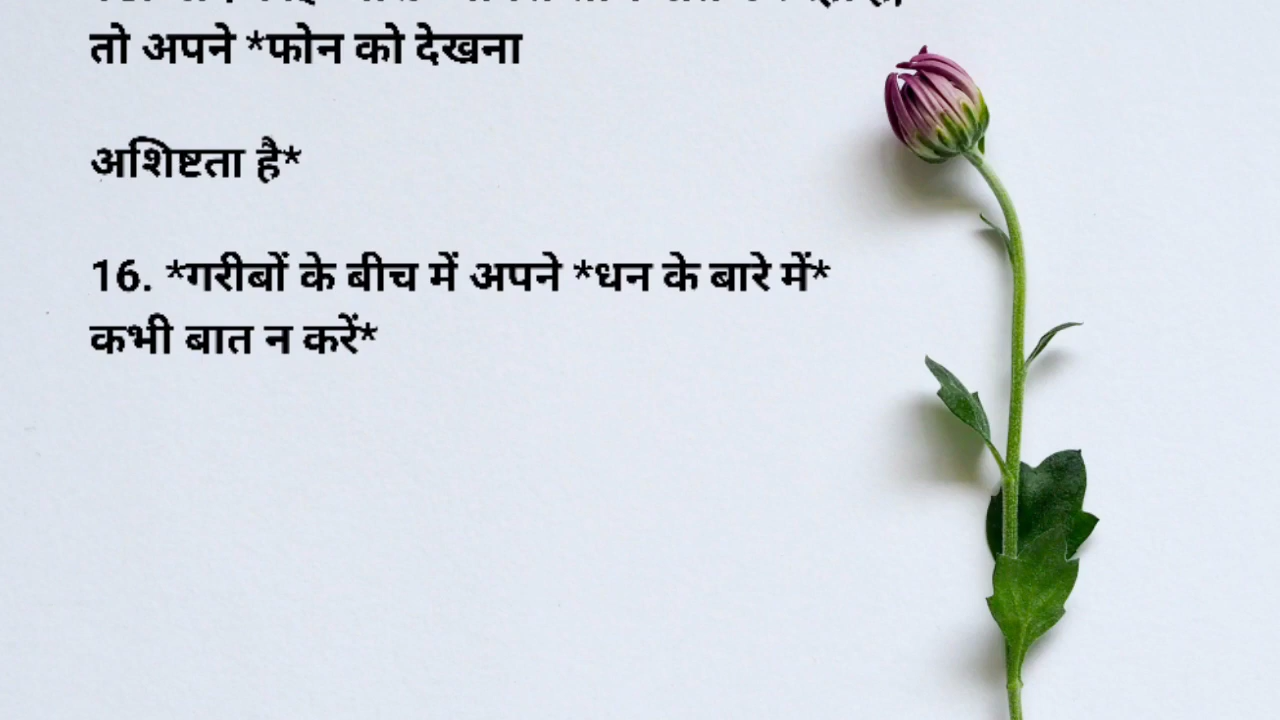 तो अपने *फोन को देखना
अशिष्टता है*
16. *गरीबों के बीच में अपने *धन के बारे में*
कभी बात न करें*